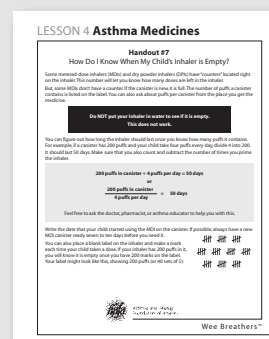 LESSON 4 Asthma Medicines
Handout #7
How Do I Know When My Child's Inhaler is Empty?
Some metered-dose inhalers (MDIs) and dry powder inhalers (DPIs) have "counters" located right
on the inhaler. This number will let you know how many doses are left in the inhaler.
But, some MDIs don't have a counter. If the canister is new, it is full. The number of puffs a canister
contains is listed on the label. You can also ask about puffs per canister from the place you get the
medicine.
Do NOT put your inhaler in water to see if it is empty.
This does not work.
You can figure out how long the inhaler should last once you know how many puffs it contains.
For example, if a canister has 200 puffs and your child take four puffs every day, divide 4 into 200.
It should last 50 days. Make sure that you also count and subtract the number of times you prime
the inhaler.
200 puffs in canister ÷ 4 puffs per day = 50 days
or
200 puffs in canister
= 50 days
4 puffs per day
Feel free to ask the doctor, pharmacist, or asthma educator to help you with this.
Write the date that your child started using the MDI on the canister. If possible, always have a new
MDI canister ready seven to ten days before you need it.
You can also place a blank label on the inhaler and make a mark
each time your child takes a dose. If your inhaler has 200 puffs in it,
you will know it is empty once you have 200 marks on the label.
Your label might look like this, showing 200 puffs (or 40 sets of 5):
Wee Breathers™